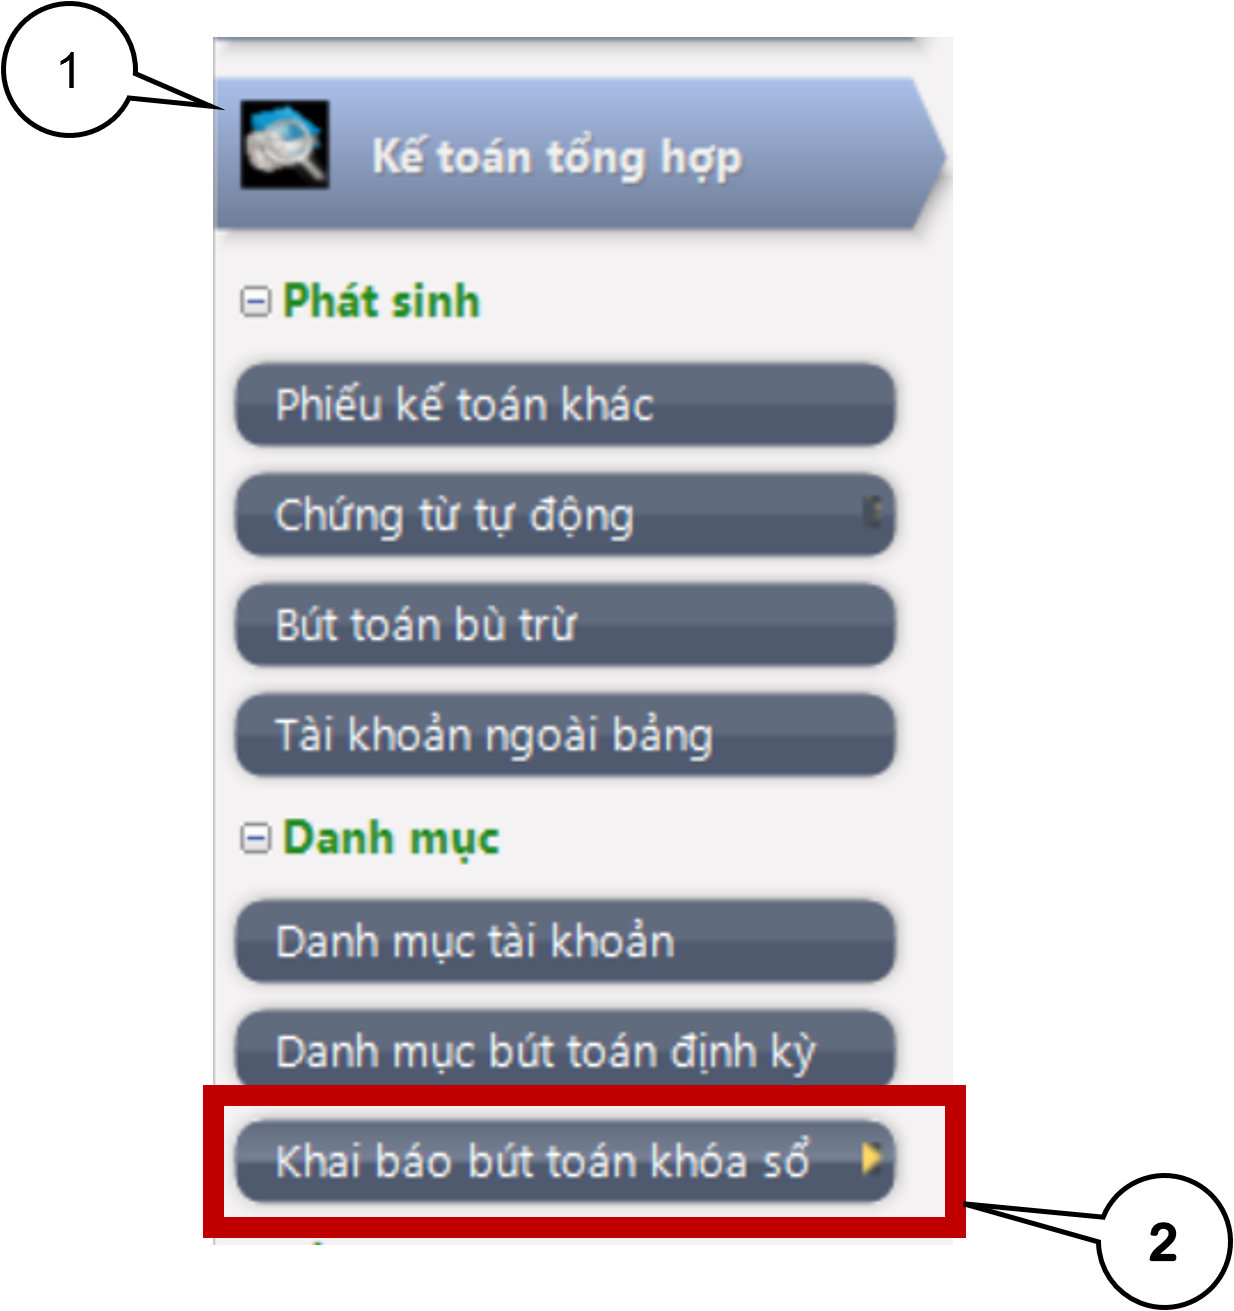 1
Kế toán tổng hợp
Phát sinh
Phiếu kế toán khác
Chứng từ tự động
Bút toán bù trừ
Tài khoản ngoài bảng
Danh mục
Danh mục tài khoản
Danh mục bút toán định kỳ
Khai báo bút toán khóa sổ
2